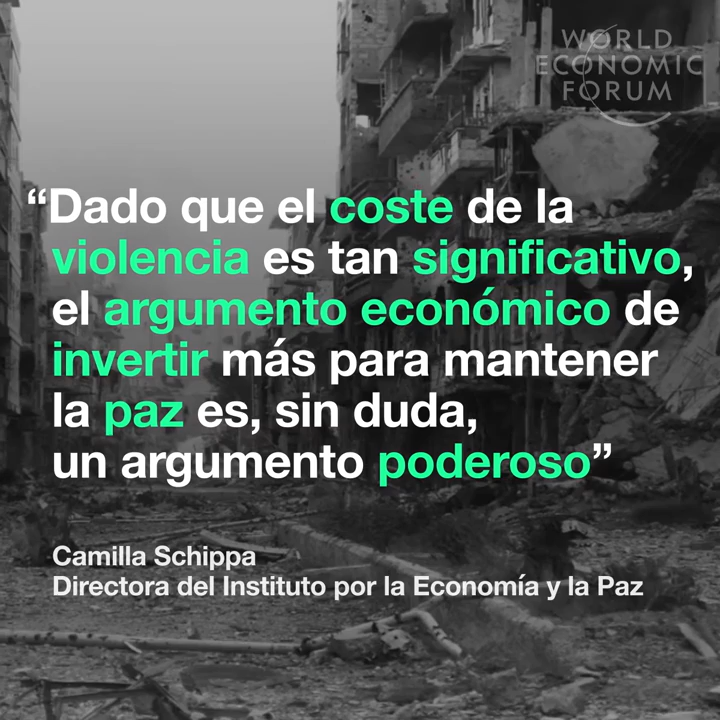 WORLD
ECONOMIC
FORUM
“Dado que el coste de la
violencia es tan significativo,
el argumento económico de
invertir más para mantener
la paz es, sin duda,
un argumento poderoso”
Camilla Schippa
Directora del Instituto por la Economía y la Paz